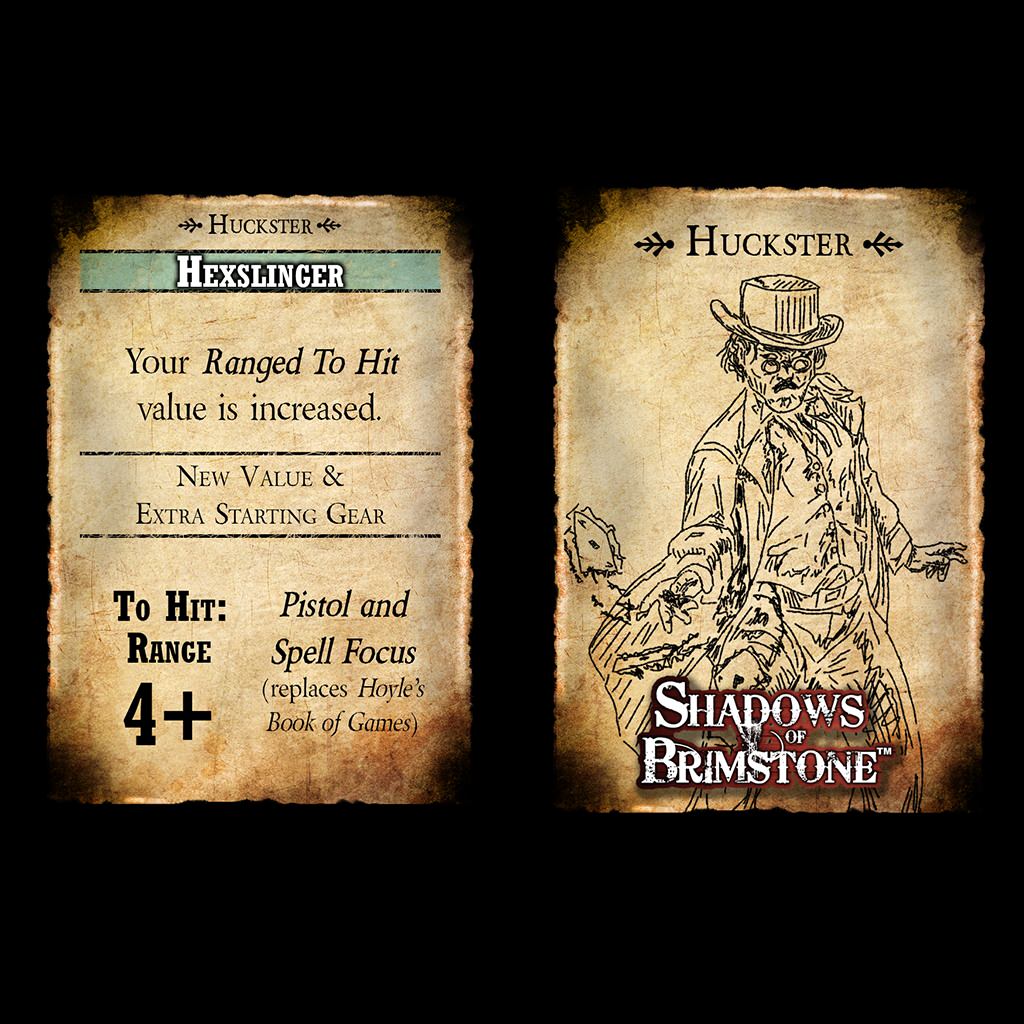 Huckster
Hexslinger
Your Ranged To Hit
value is increased.
New Value &
Extra Starting Gear
To Hit:
Range
4+
Pistol and
Spell Focus
(replaces Hoyle's
Book of Games)
Huckster
Shadows
of
Brimstone™